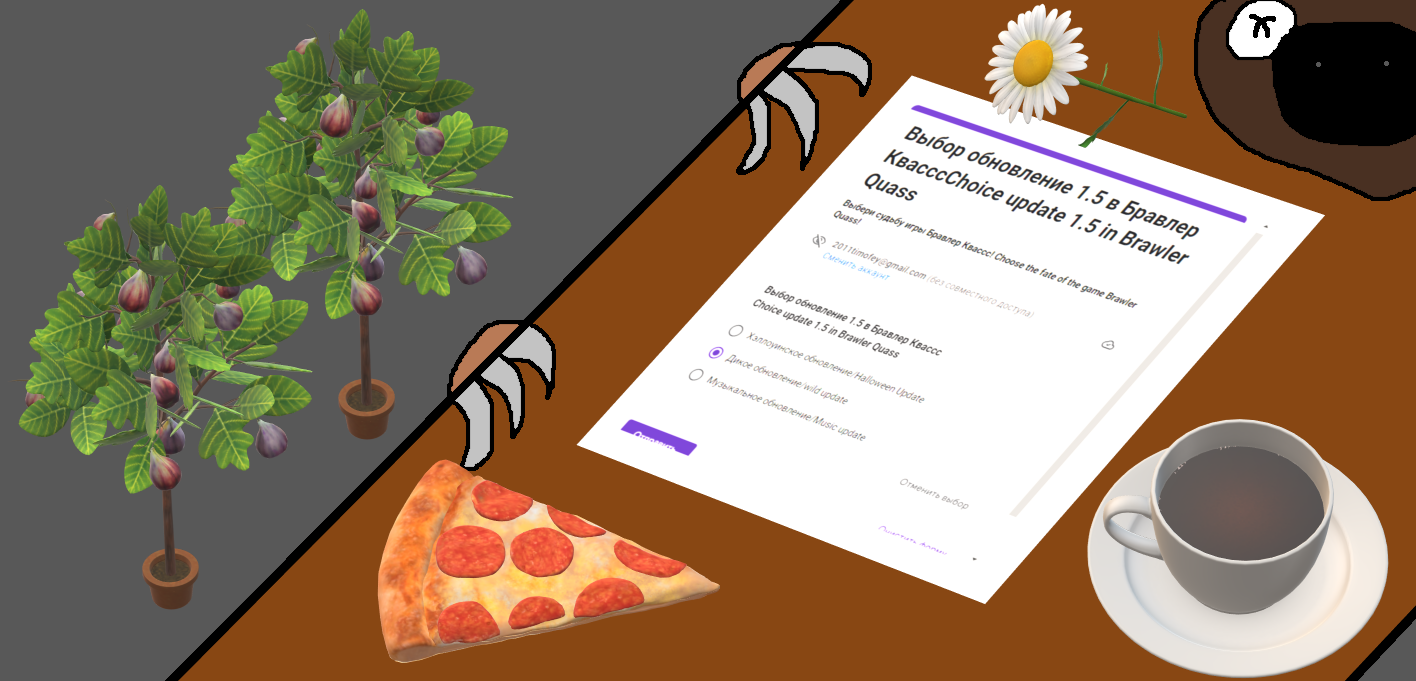 Выбор обновление 1.5 в Бравлер
КвасссChoice update 1.5 in Brawler
Quass
Выбери судьбу игры Бравлер Квассс! Choose the fate of the game Brawler
Quass!
2011timofey@gmail.com (без совместного доступа)
Сменить аккаунт
Выбор обновление 1.5 в Бравлер Квассс
Choice update 1.5 in Brawler Quass
Хэллоуинское обновление/Halloween Update
Дикое обновление/wild update
Музыкальное обновление/Music update
Отменить выбор